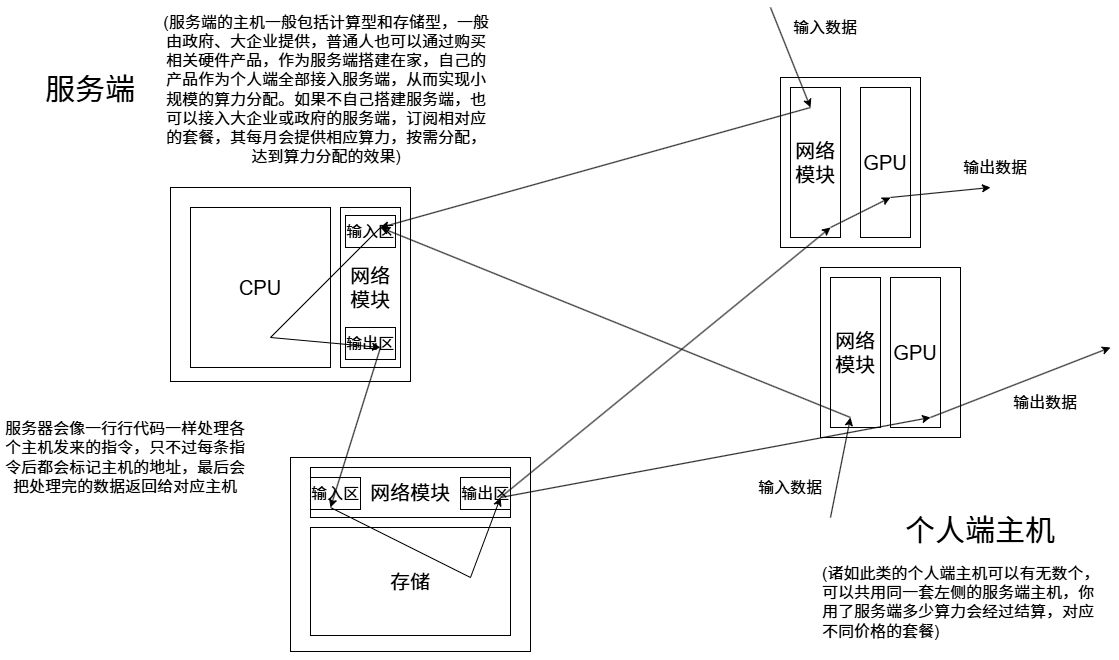 服务端
(服务端的主机一般包括计算型和存储型，一般
由政府、大企业提供，普通人也可以通过购买
相关硬件产品，作为服务端搭建在家，自己的
产品作为个人端全部接入服务端，从而实现小
规模的算力分配。如果不自己搭建服务端，也
可以接入大企业或政府的服务端，订阅相对应
的套餐，其每月会提供相应算力，按需分配，
达到算力分配的效果)
CPU
输入区
网络
模块
输出区
服务器会像一行行代码一样处理各
个主机发来的指令，只不过每条指
令后都会标记主机的地址，最后会
把处理完的数据返回给对应主机
输入区
网络模块
输出区
存储
输入数据
网络
模块
GPU
输出数据
网络
模块
GPU
输出数据
输入数据
个人端主机
(诸如此类的个人端主机可以有无数个，
可以共用同一套左侧的服务端主机，你
用了服务端多少算力会经过结算，对应
不同价格的套餐)